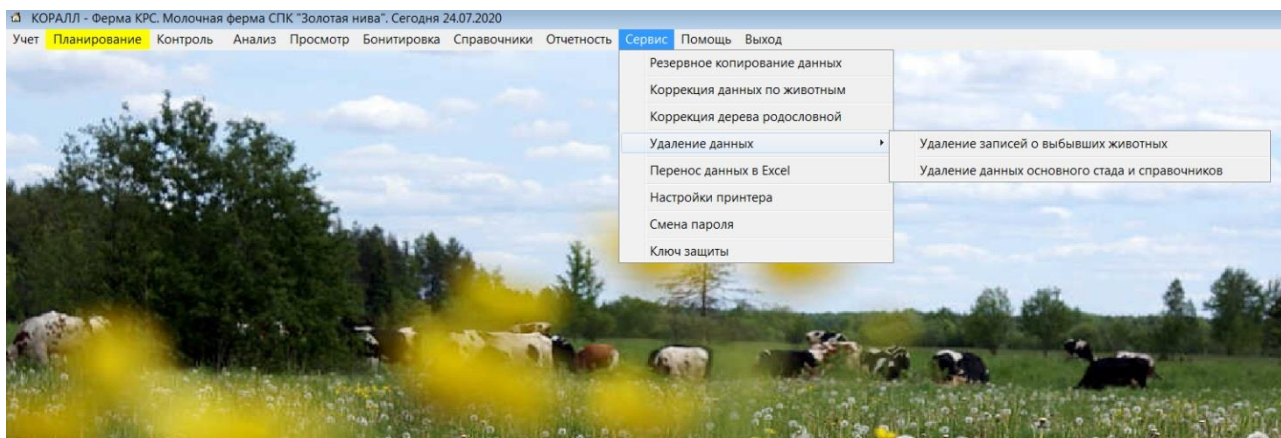 КОРАЛЛ - Ферма КРС. Молочная ферма СПК "Золотая нива". Сегодня 24.07.2020
Учет Планирование Контроль Анализ Просмотр Бонитировка Справочники Отчетность Сервис Помощь Выход
Резервное копирование данных
Коррекция данных по животным
Коррекция дерева родословной
Удаление данных
Удаление записей о выбывших животных
Перенос данных в Excel
Удаление данных основного стада и справочников
Настройки принтера
Смена пароля
Ключ защиты